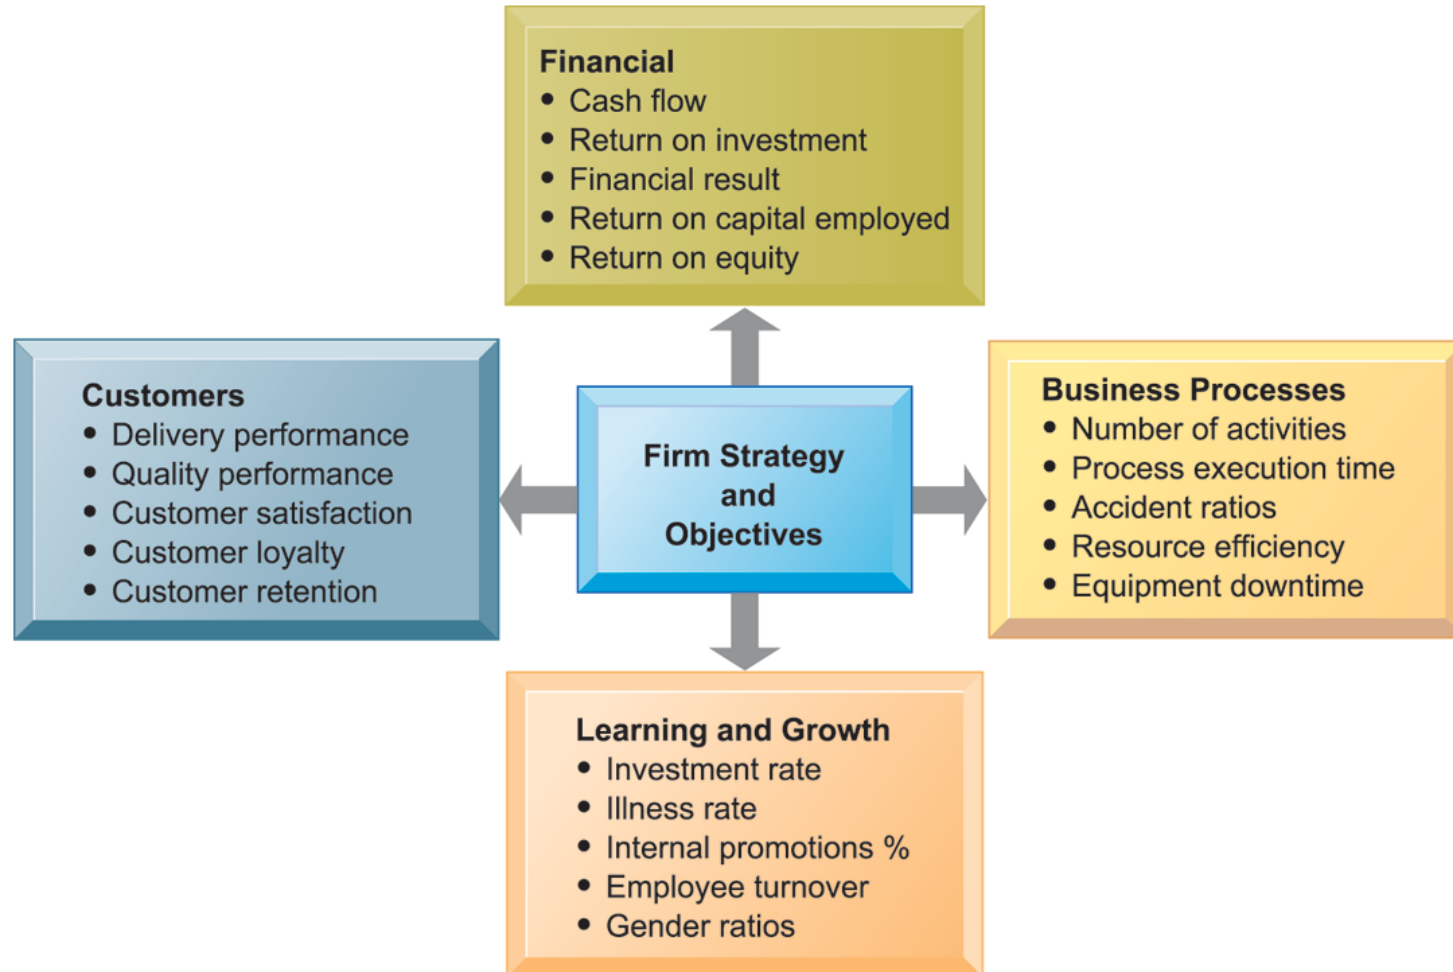 Financial
• Cash flow
• Return on investment
• Financial result
• Return on capital employed
• Return on equity
Customers
• Delivery performance
• Quality performance
• Customer satisfaction
• Customer loyalty
• Customer retention
Firm Strategy
and
Objectives
Business Processes
• Number of activities
• Process execution time
• Accident ratios
• Resource efficiency
• Equipment downtime
Learning and Growth
• Investment rate
• Illness rate
• Internal promotions %
• Employee turnover
• Gender ratios